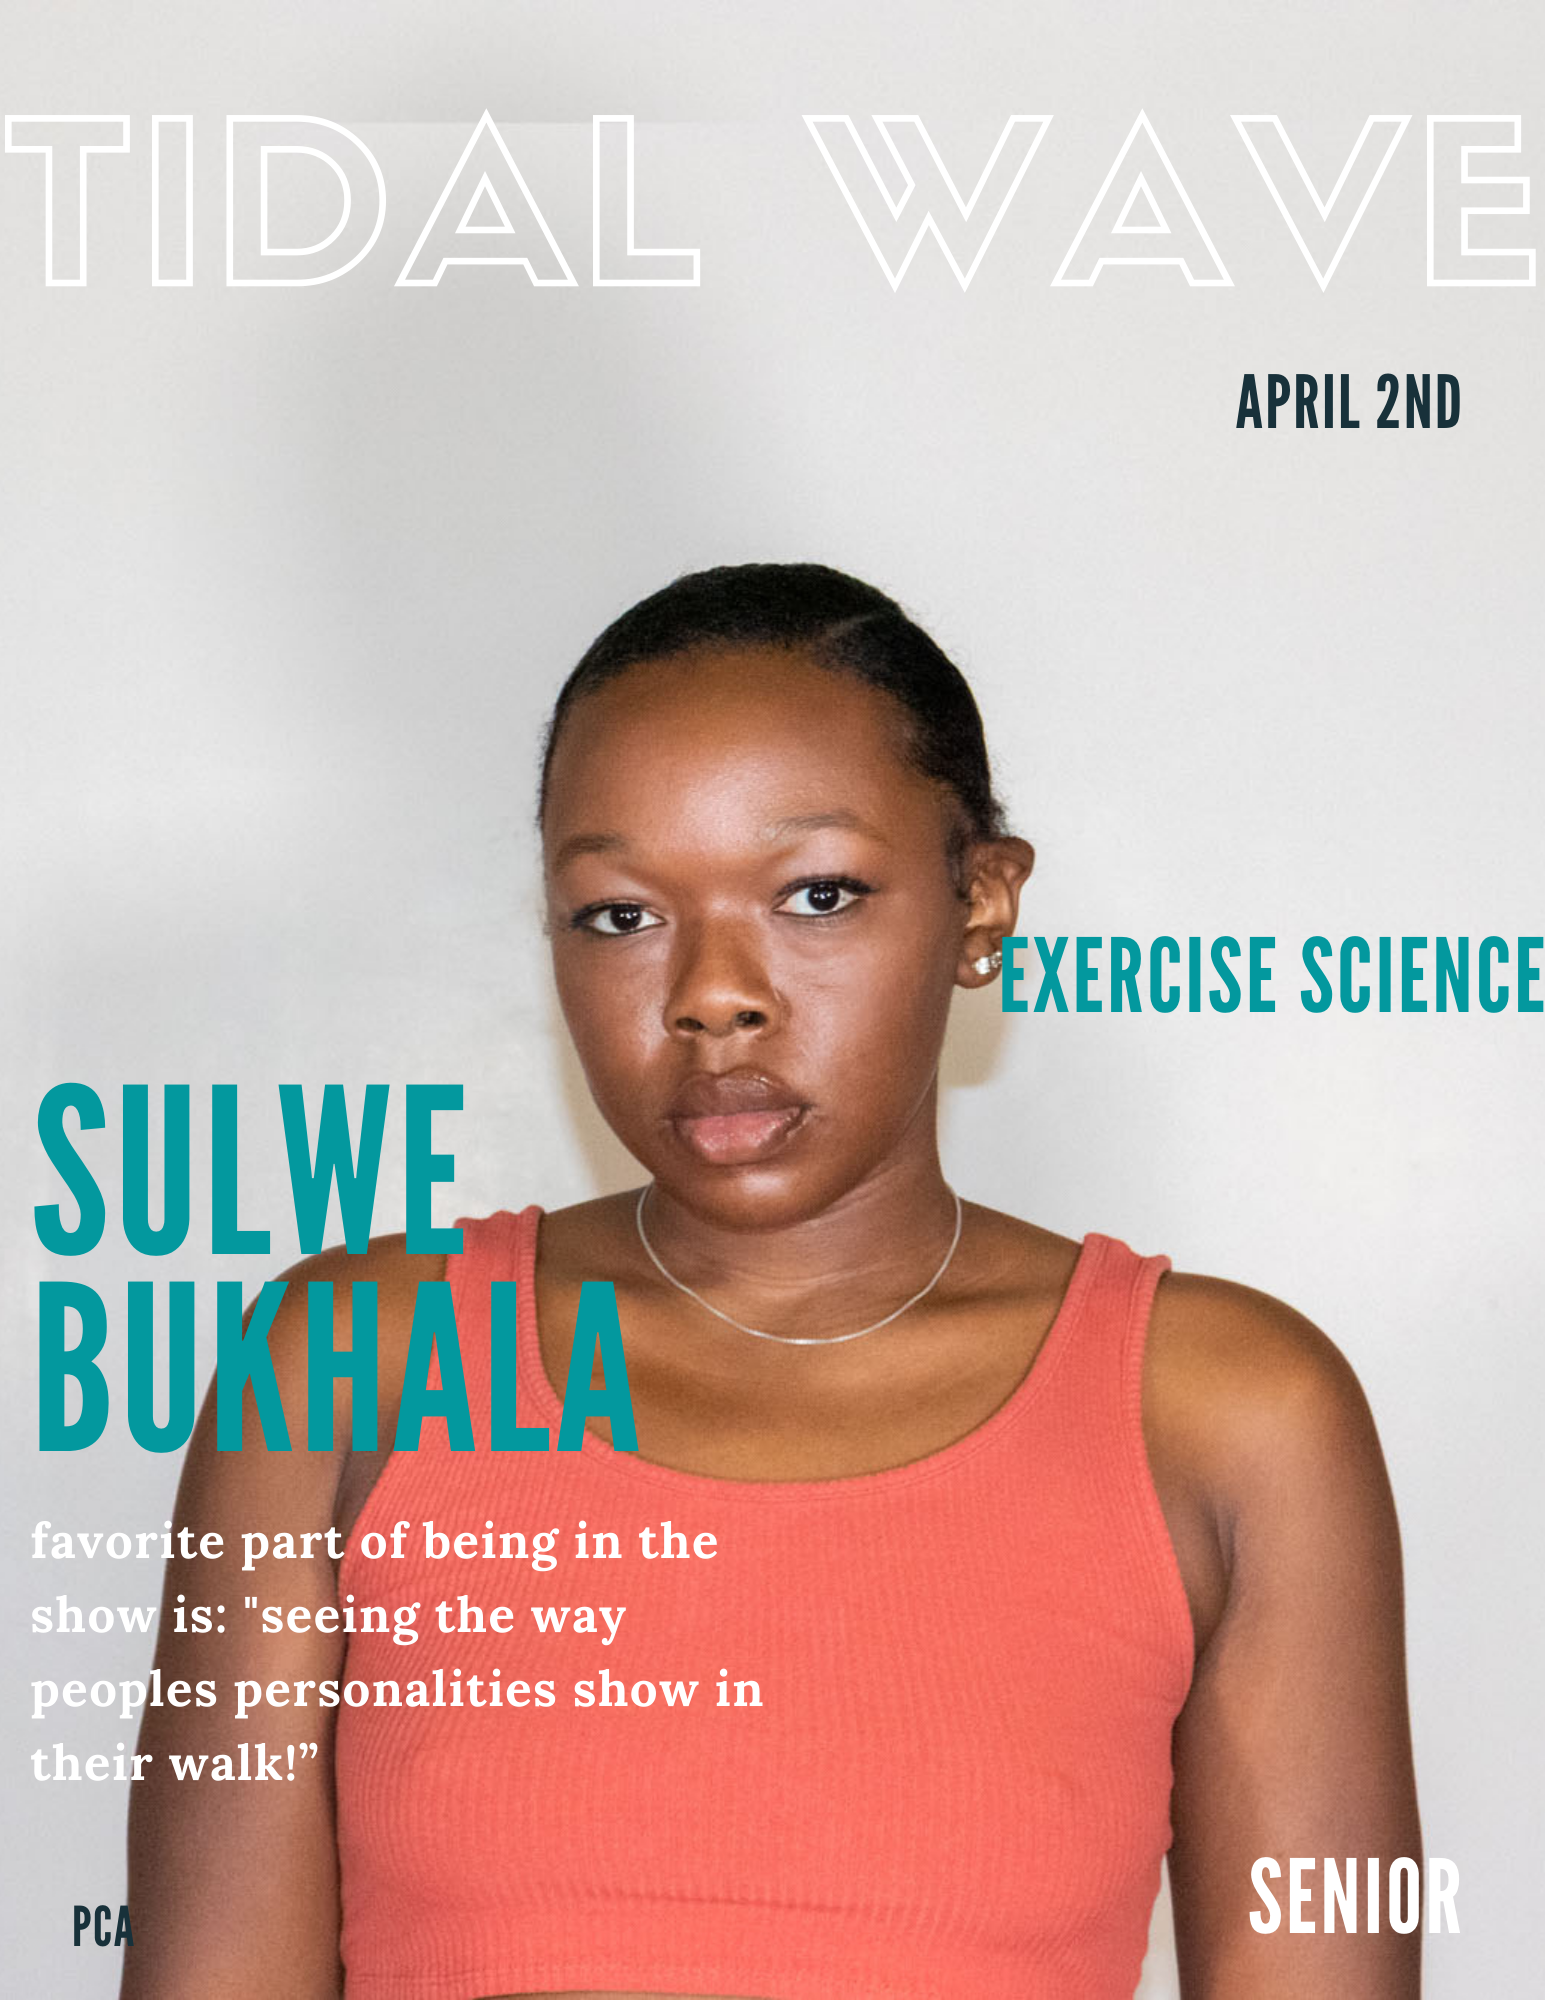 TIDAL WAVE
APRIL 2ND
EXERCISE SCIENCE
SULWE
BUKHALA
favorite part of being in the
show is: "seeing the way
peoples personalities show in
their walk!”
SENIOR
PCA